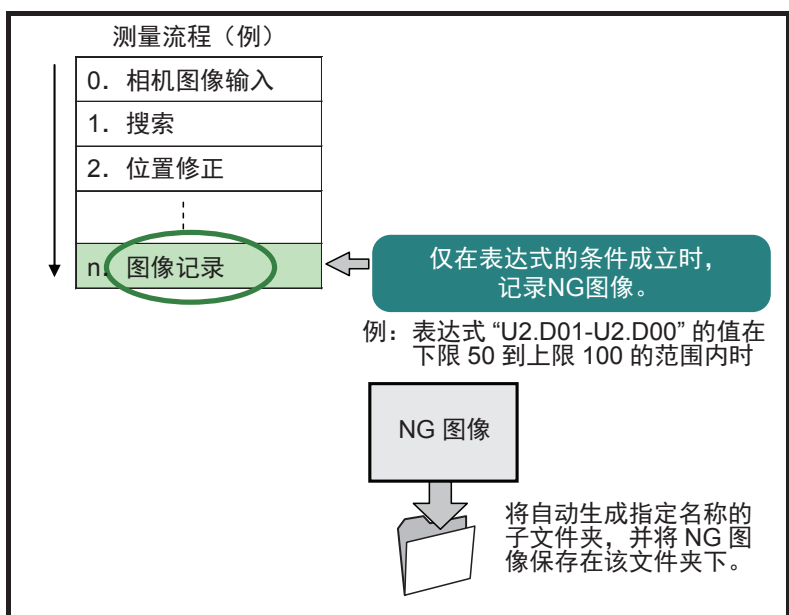 测量流程（例）
0．相机图像输入
1．搜索
2．位置修正
n．图像记录
仅在表达式的条件成立时，
记录NG图像。
例：表达式 “U2.D01-U2.D00” 的值在
下限 50 到上限 100 的范围内时
NG 图像
将自动生成指定名称的
子文件夹，并将 NG 图
像保存在该文件夹下。